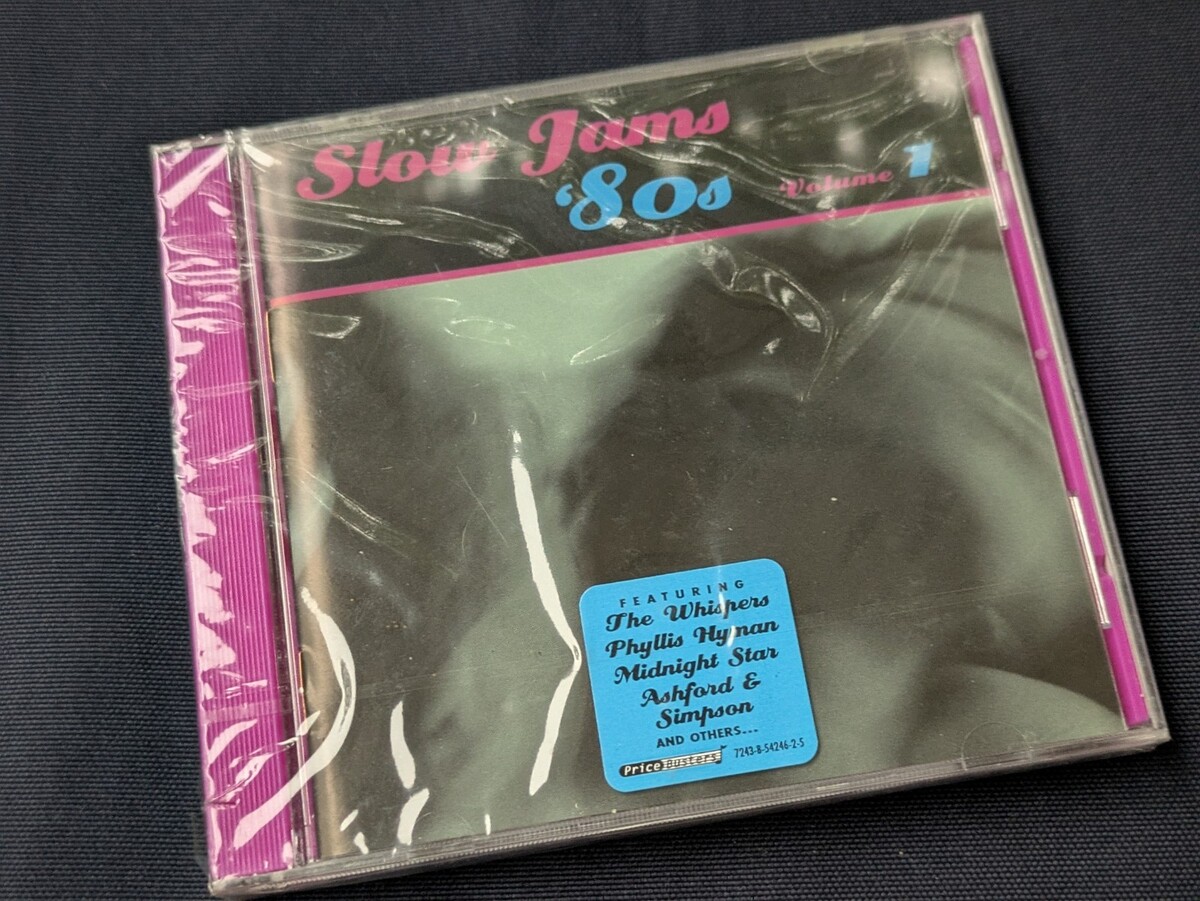 Slow Jams
'80s
Volume 1
FEATURING
The Whispers
Phyllis Hyman
Midnight Star
Ashford &
Simpson
AND OTHERS...
Price
7243-8-54246-2-5